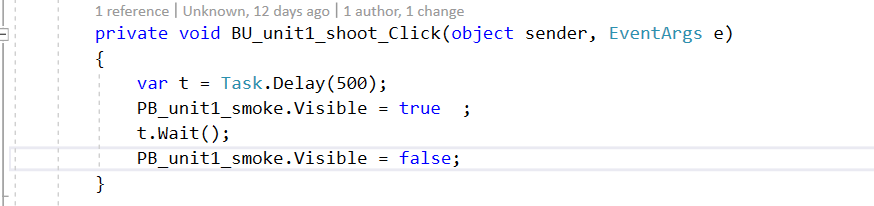 1 reference | Unknown, 12 days ago | 1 author, 1 change
private void BU_unit1_shoot_Click(object sender, EventArgs e)
{
    var t = Task.Delay(500);
    PB_unit1_smoke.Visible = true  ;
    t.Wait();
    PB_unit1_smoke.Visible = false;
}